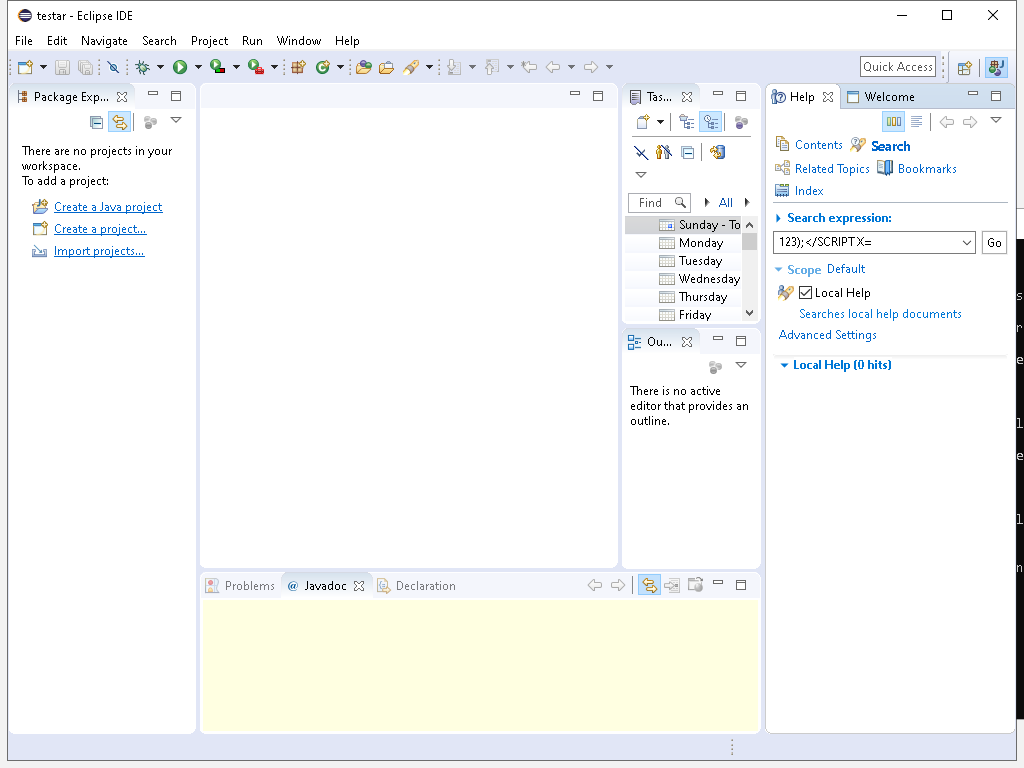 testar - Eclipse IDE
File Edit Navigate Search Project Run Window Help
Quick Access
Package Exp...
There are no projects in your
workspace.
To add a project:
Create a Java project
Create a project...
Import projects...
Tas...
Find
All
Sunday - To
Monday
Tuesday
Wednesday
Thursday
Friday
Ou...
There is no active
editor that provides an
outline.
Help
Welcome
Contents
Search
Related Topics
Bookmarks
Index
Search expression:
123);</SCRIPTX=
Go
Scope Default
Local Help
Searches local help documents
Advanced Settings
Local Help (0 hits)
Problems
@ Javadoc
Declaration
s
r
e
l
e
l
n